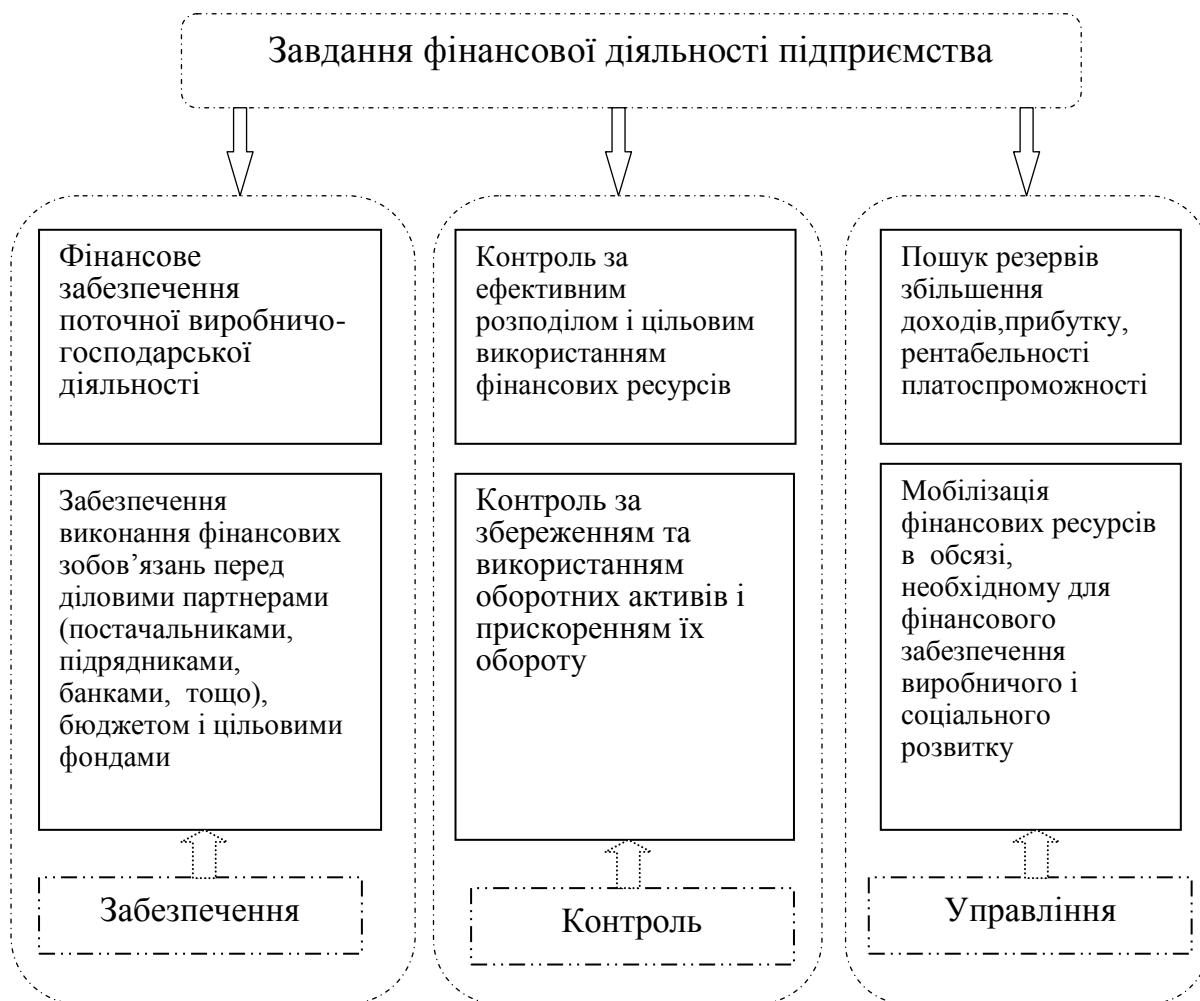 Завдання фінансової діяльності підприємства
Фінансове
забезпечення
поточної виробничо-
господарської
діяльності
Забезпечення
виконання фінансових
зобов’язань перед
діловими партнерами
(постачальниками,
підрядниками,
банками, тощо),
бюджетом і цільовими
фондами
Забезпечення
Контроль за
ефективним
розподілом і цільовим
використанням
фінансових ресурсів
Контроль за
збереженням та
використанням
оборотних активів і
прискоренням їх
обороту
Контроль
Пошук резервів
збільшення
доходів,прибутку,
рентабельності
платоспроможності
Мобілізація
фінансових ресурсів
в обсязі,
необхідному для
фінансового
забезпечення
виробничого і
соціального
розвитку
Управління